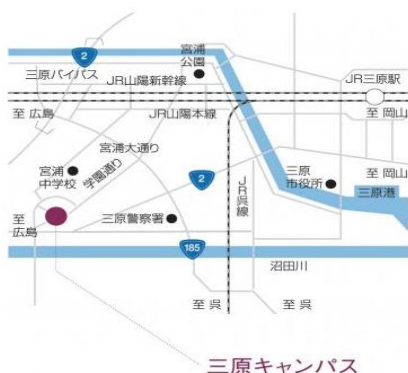 宮浦
公園
2
三原バイパス
JR山陽新幹線
JR三原駅
至 広島
JR山陽本線
至 岡山
宮浦大通り
宮浦
中学校
学園通り
2
JR呉線
三原
市役所
至 岡山
三原港
至
広島
三原警察署
185
沼田川
至 呉
至 呉
三原キャンパス